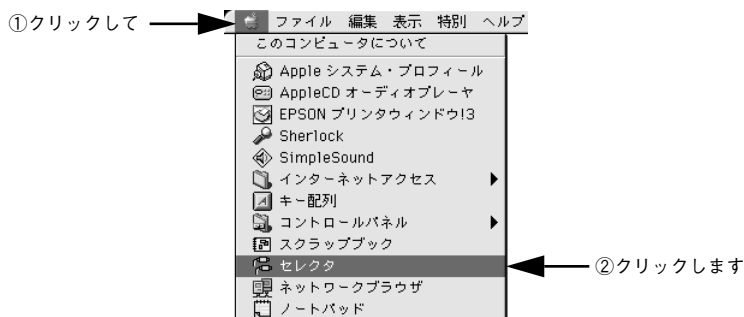 ①クリックして
ファイル 編集 表示 特別 ヘルプ
このコンピュータについて
Apple システム・プロフィール
AppleCD オーディオプレーヤ
EPSON プリンタウィンドウ!3
Sherlock
SimpleSound
インターネットアクセス
キー配列
コントロールパネル
スクラップブック
セレクタ
②クリックします
ネットワークブラウザ
ノートパッド